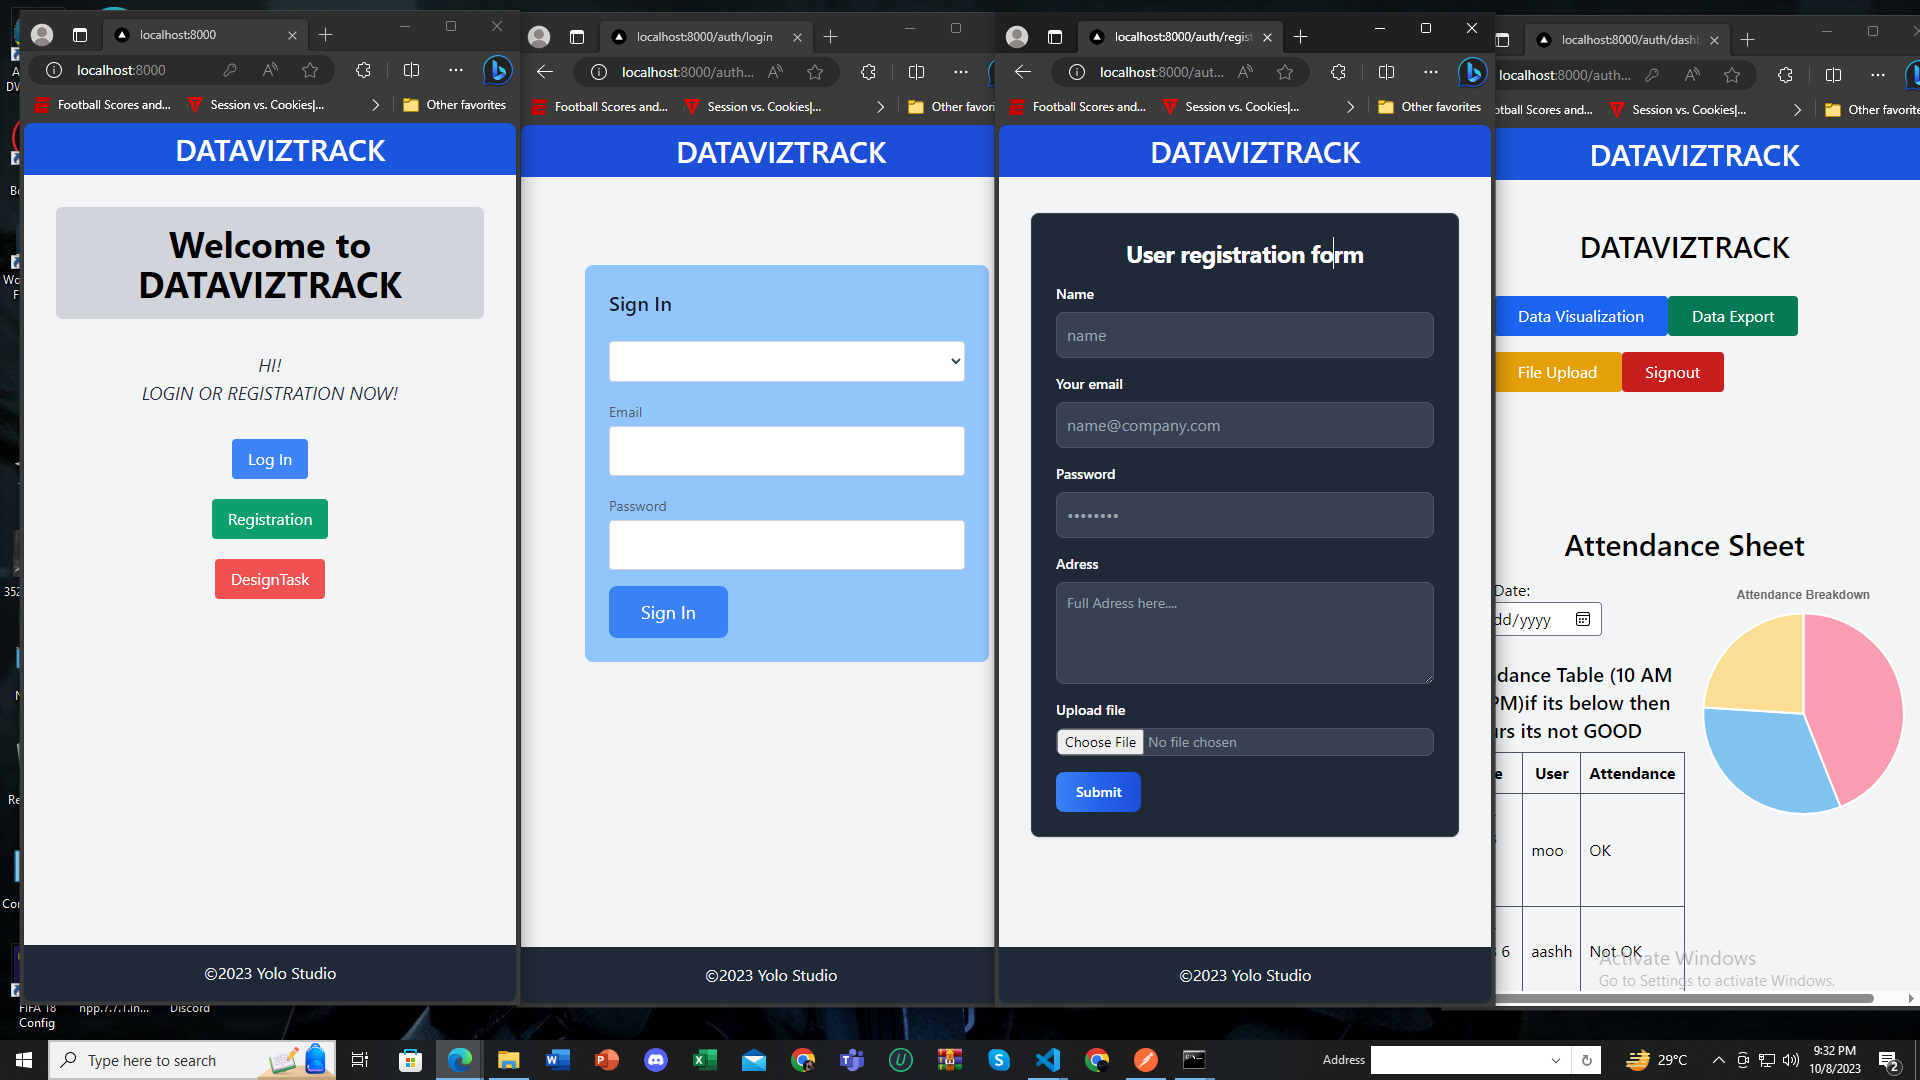 localhost:8000
localhost:8000
Football Scores and...
Session vs. Cookies|...
Other favorites
DATAVIZTRACK
Welcome to
DATAVIZTRACK
HI!
LOGIN OR REGISTRATION NOW!
Log In
Registration
DesignTask
©2023 Yolo Studio
localhost:8000/auth/login
localhost:8000/auth...
Football Scores and...
Session vs. Cookies|...
Other favori
DATAVIZTRACK
Sign In
Email
Password
Sign In
©2023 Yolo Studio
localhost:8000/auth/regist
localhost:8000/aut...
Football Scores and...
Session vs. Cookies|...
Other favorites
DATAVIZTRACK
User registration form
Name
name
Your email
name@company.com
Password
••••••••
Adress
Full Adress here....
Upload file
Choose File No file chosen
Submit
©2023 Yolo Studio
localhost:8000/auth/dashb
localhost:8000/auth...
otball Scores and...
Session vs. Cookies|...
Other favorite
DATAVIZTRACK
DATAVIZTRACK
Data Visualization
Data Export
File Upload
Signout
Attendance Sheet
Date:
dd/yyyy
Attendance Breakdown
dance Table (10 AM
PM)if its below then
urs its not GOOD
e User Attendance
moo OK
6 aashh Not OK
Activate Windows
Go to Settings to activate Windows.
FIFA 18
Config
npp.7.7.1.In...
Discord
Type here to search
Address
29°C
9:32 PM
10/8/2023
2